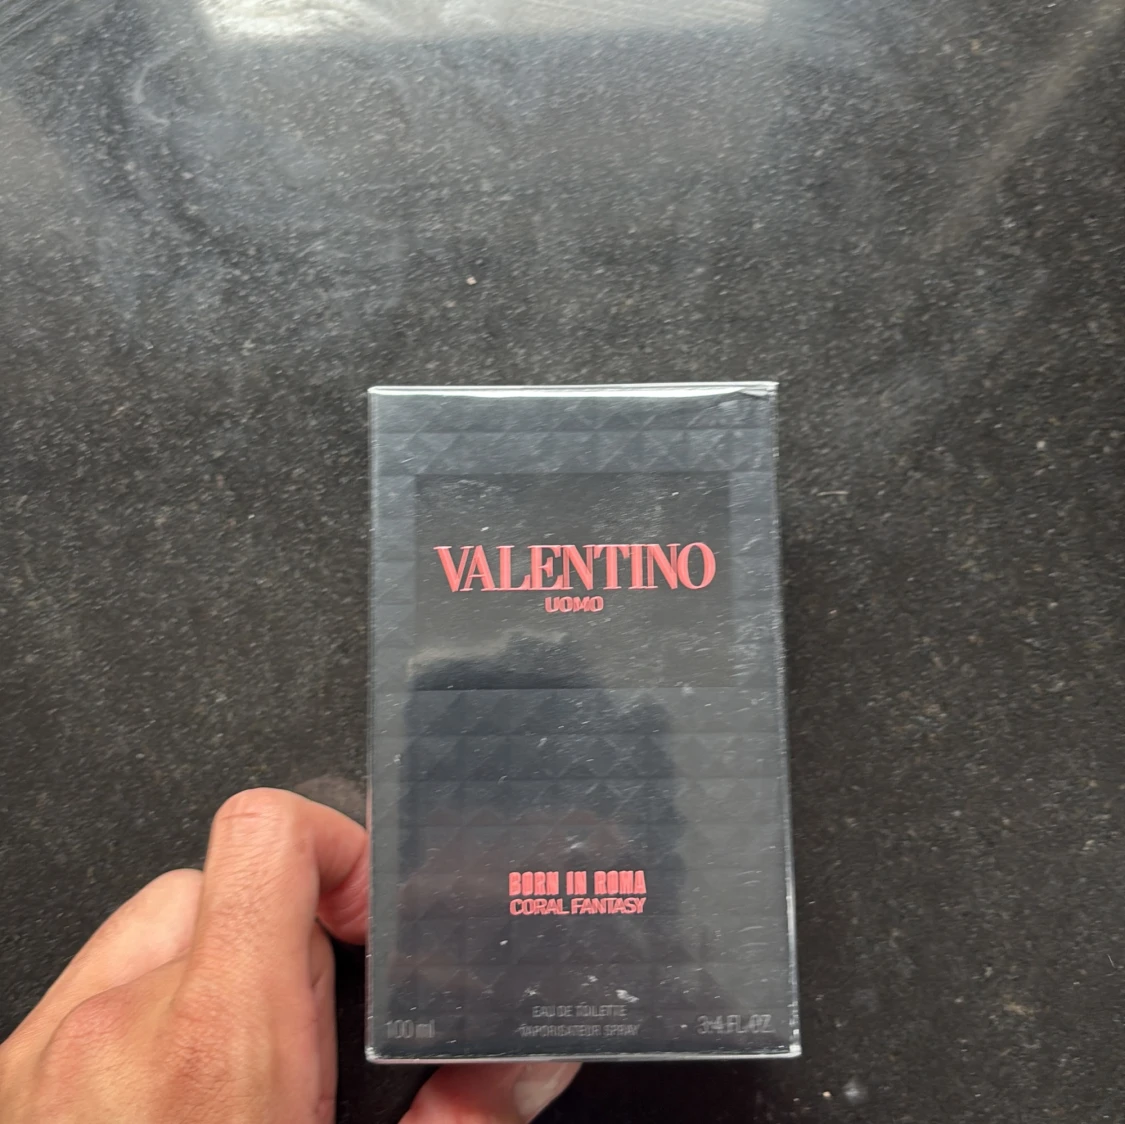 VALENTINO
UOMO
BORN IN ROMA
CORAL FANTASY
EAU DE TOILETTE
100 ml VAPORISATEUR SPRAY 3.4 FL.OZ.